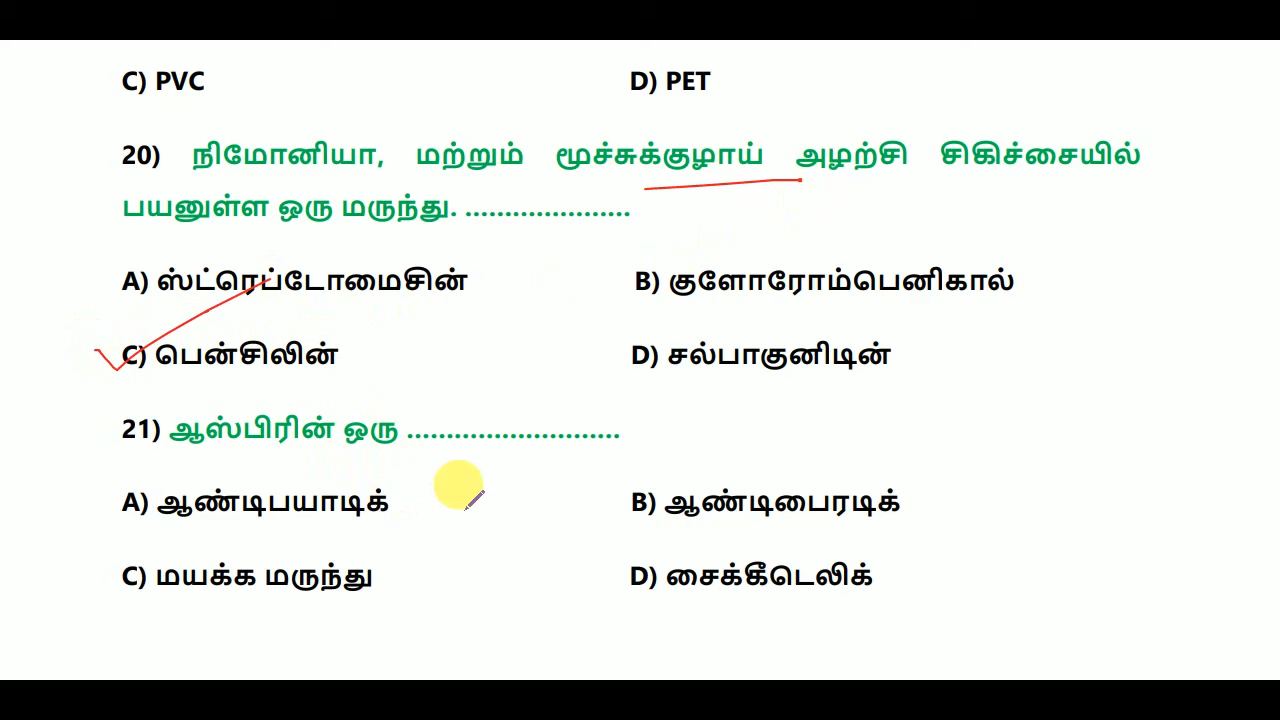 C) PVC D) PET
20) நிமோனியா, மற்றும் மூச்சுக்குழாய் அழற்சி சிகிச்சையில்
பயனுள்ள ஒரு மருந்து. .....................
A) ஸ்ட்ரெப்டோமைசின் B) குளோரோம்பெனிகால்
C) பென்சிலின் D) சல்பாகுனிடின்
21) ஆஸ்பிரின் ஒரு ...........................
A) ஆண்டிபயாடிக் B) ஆண்டிபைரடிக்
C) மயக்க மருந்து D) சைக்கீடெலிக்